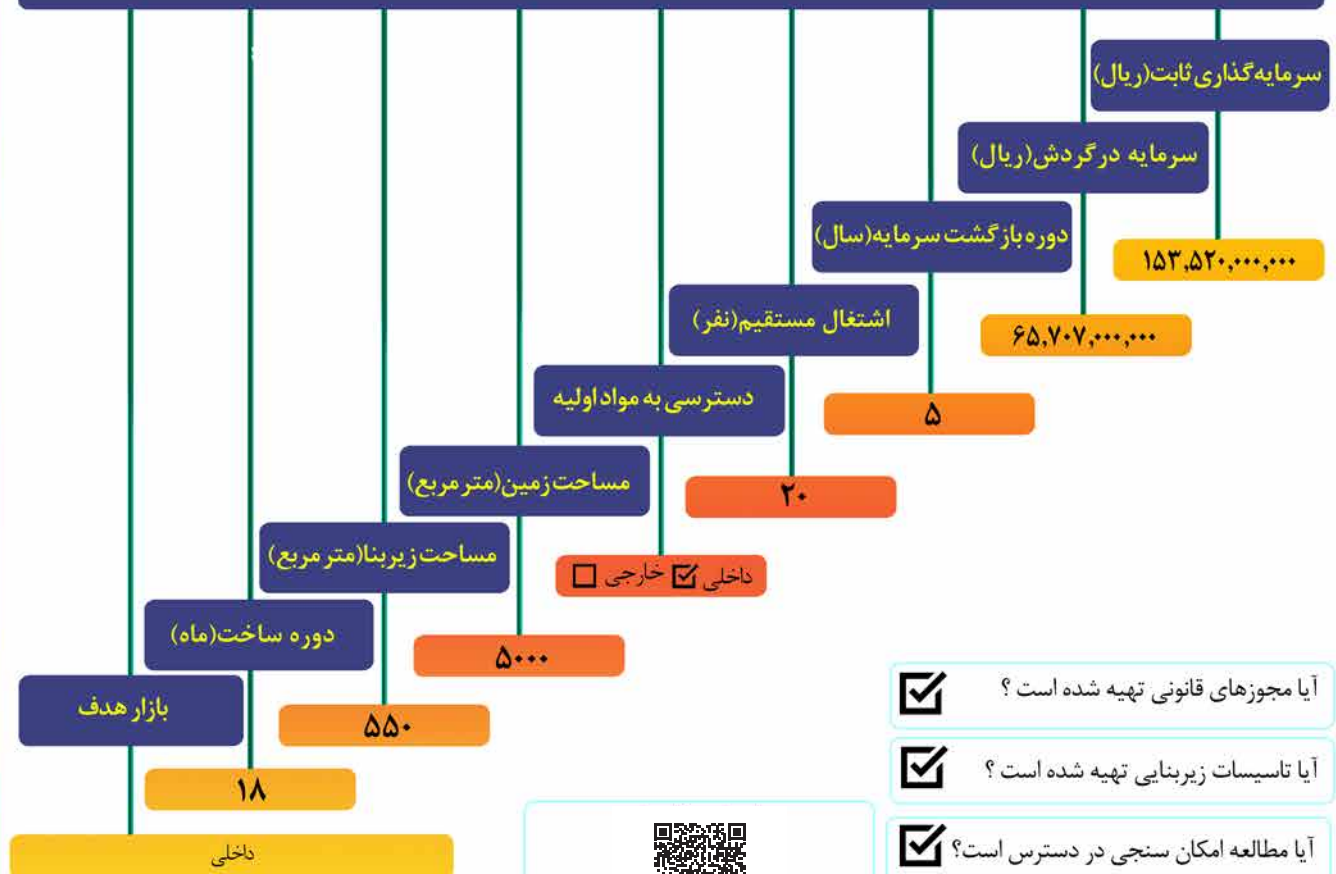 سرمایه‌گذاری ثابت(ریال)
۱۵۳,۵۲۰,۰۰۰,۰۰۰
سرمایه درگردش(ریال)
۶۵,۷۰۷,۰۰۰,۰۰۰
دوره بازگشت سرمایه(سال)
۵
اشتغال مستقیم(نفر)
۲۰
دسترسی به مواد اولیه
داخلی ☑ خارجی ☐
مساحت زمین(متر مربع)
۵۰۰۰
مساحت زیربنا(متر مربع)
۵۵۰
دوره ساخت(ماه)
۱۸
بازار هدف
داخلی
آیا مجوزهای قانونی تهیه شده است ؟ ☑
آیا تاسیسات زیربنایی تهیه شده است ؟ ☑
آیا مطالعه امکان سنجی در دسترس است؟ ☑